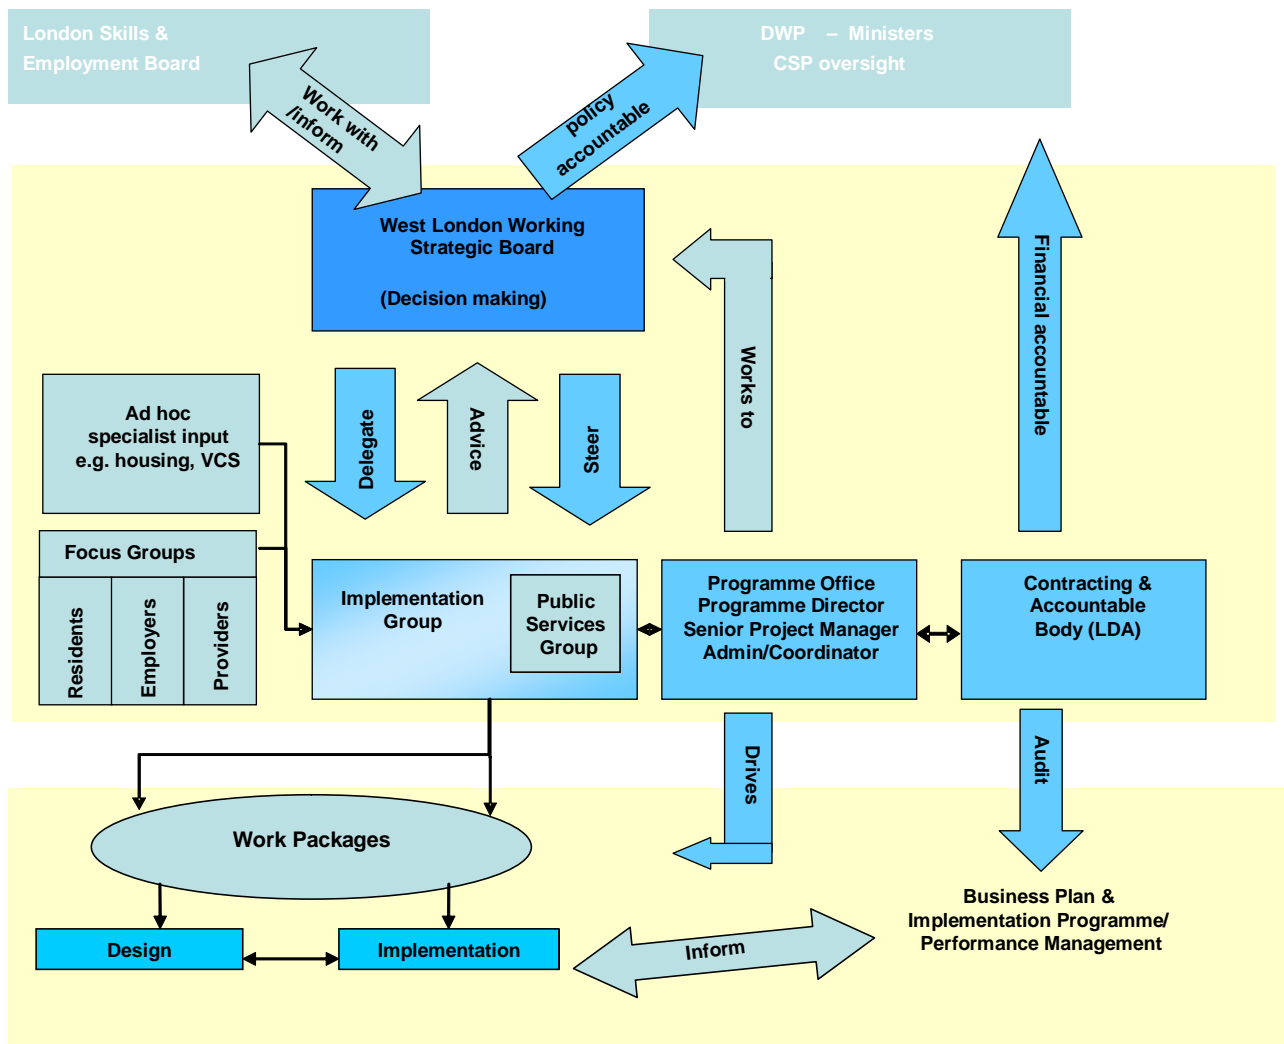 London Skills &
Employment Board
DWP – Ministers
CSP oversight
Work with
/inform
policy
accountable
West London Working
Strategic Board
(Decision making)
Financial accountable
Works to
Delegate
Advice
Steer
Ad hoc
specialist input
e.g. housing, VCS
Focus Groups
Residents
Employers
Providers
Implementation
Group
Public
Services
Group
Programme Office
Programme Director
Senior Project Manager
Admin/Coordinator
Contracting &
Accountable
Body (LDA)
Drives
Audit
Work Packages
Design
Implementation
Inform
Business Plan &
Implementation Programme/
Performance Management